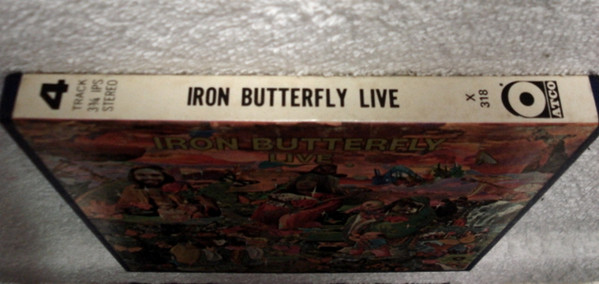 4
TRACK
3¾ IPS
STEREO
IRON BUTTERFLY LIVE
X
318
ATCO
IRON BUTTERFLY
LIVE